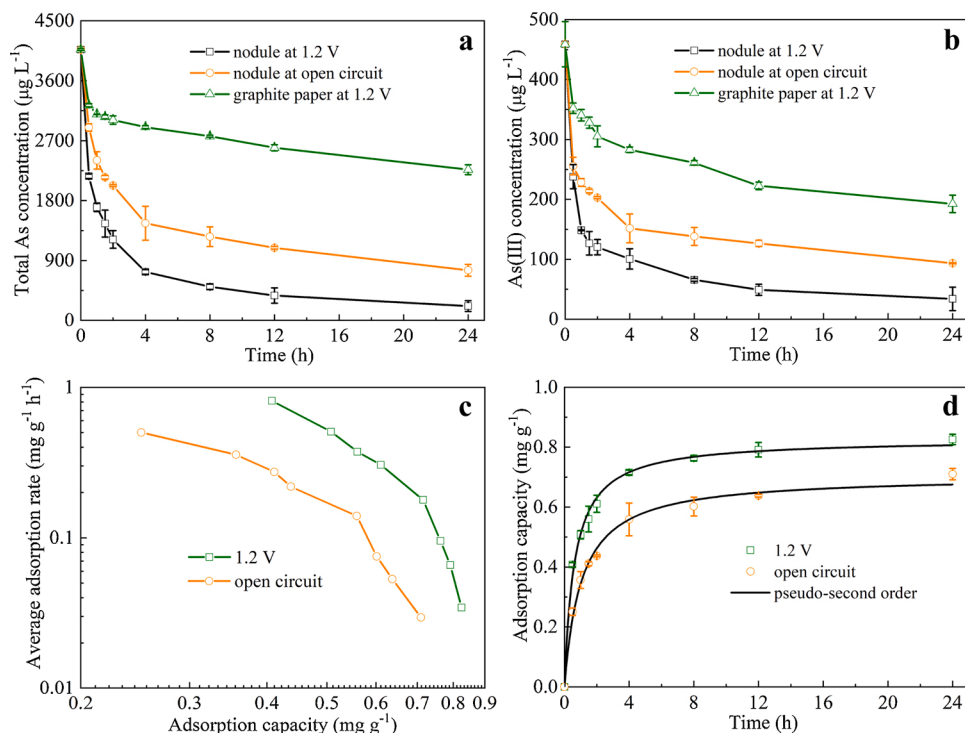 4500
3600
2700
1800
900
0
Total As concentration (μg L⁻¹)
a
nodule at 1.2 V
nodule at open circuit
graphite paper at 1.2 V
0 4 8 12 16 20 24
Time (h)
500
400
300
200
100
0
As(III) concentration (μg L⁻¹)
b
nodule at 1.2 V
nodule at open circuit
graphite paper at 1.2 V
0 4 8 12 16 20 24
Time (h)
1
0.1
0.01
Average adsorption rate (mg g⁻¹ h⁻¹)
c
1.2 V
open circuit
0.2 0.3 0.4 0.5 0.6 0.7 0.8 0.9
Adsorption capacity (mg g⁻¹)
1.0
0.8
0.6
0.4
0.2
0.0
Adsorption capacity (mg g⁻¹)
d
1.2 V
open circuit
pseudo-second order
0 4 8 12 16 20 24
Time (h)